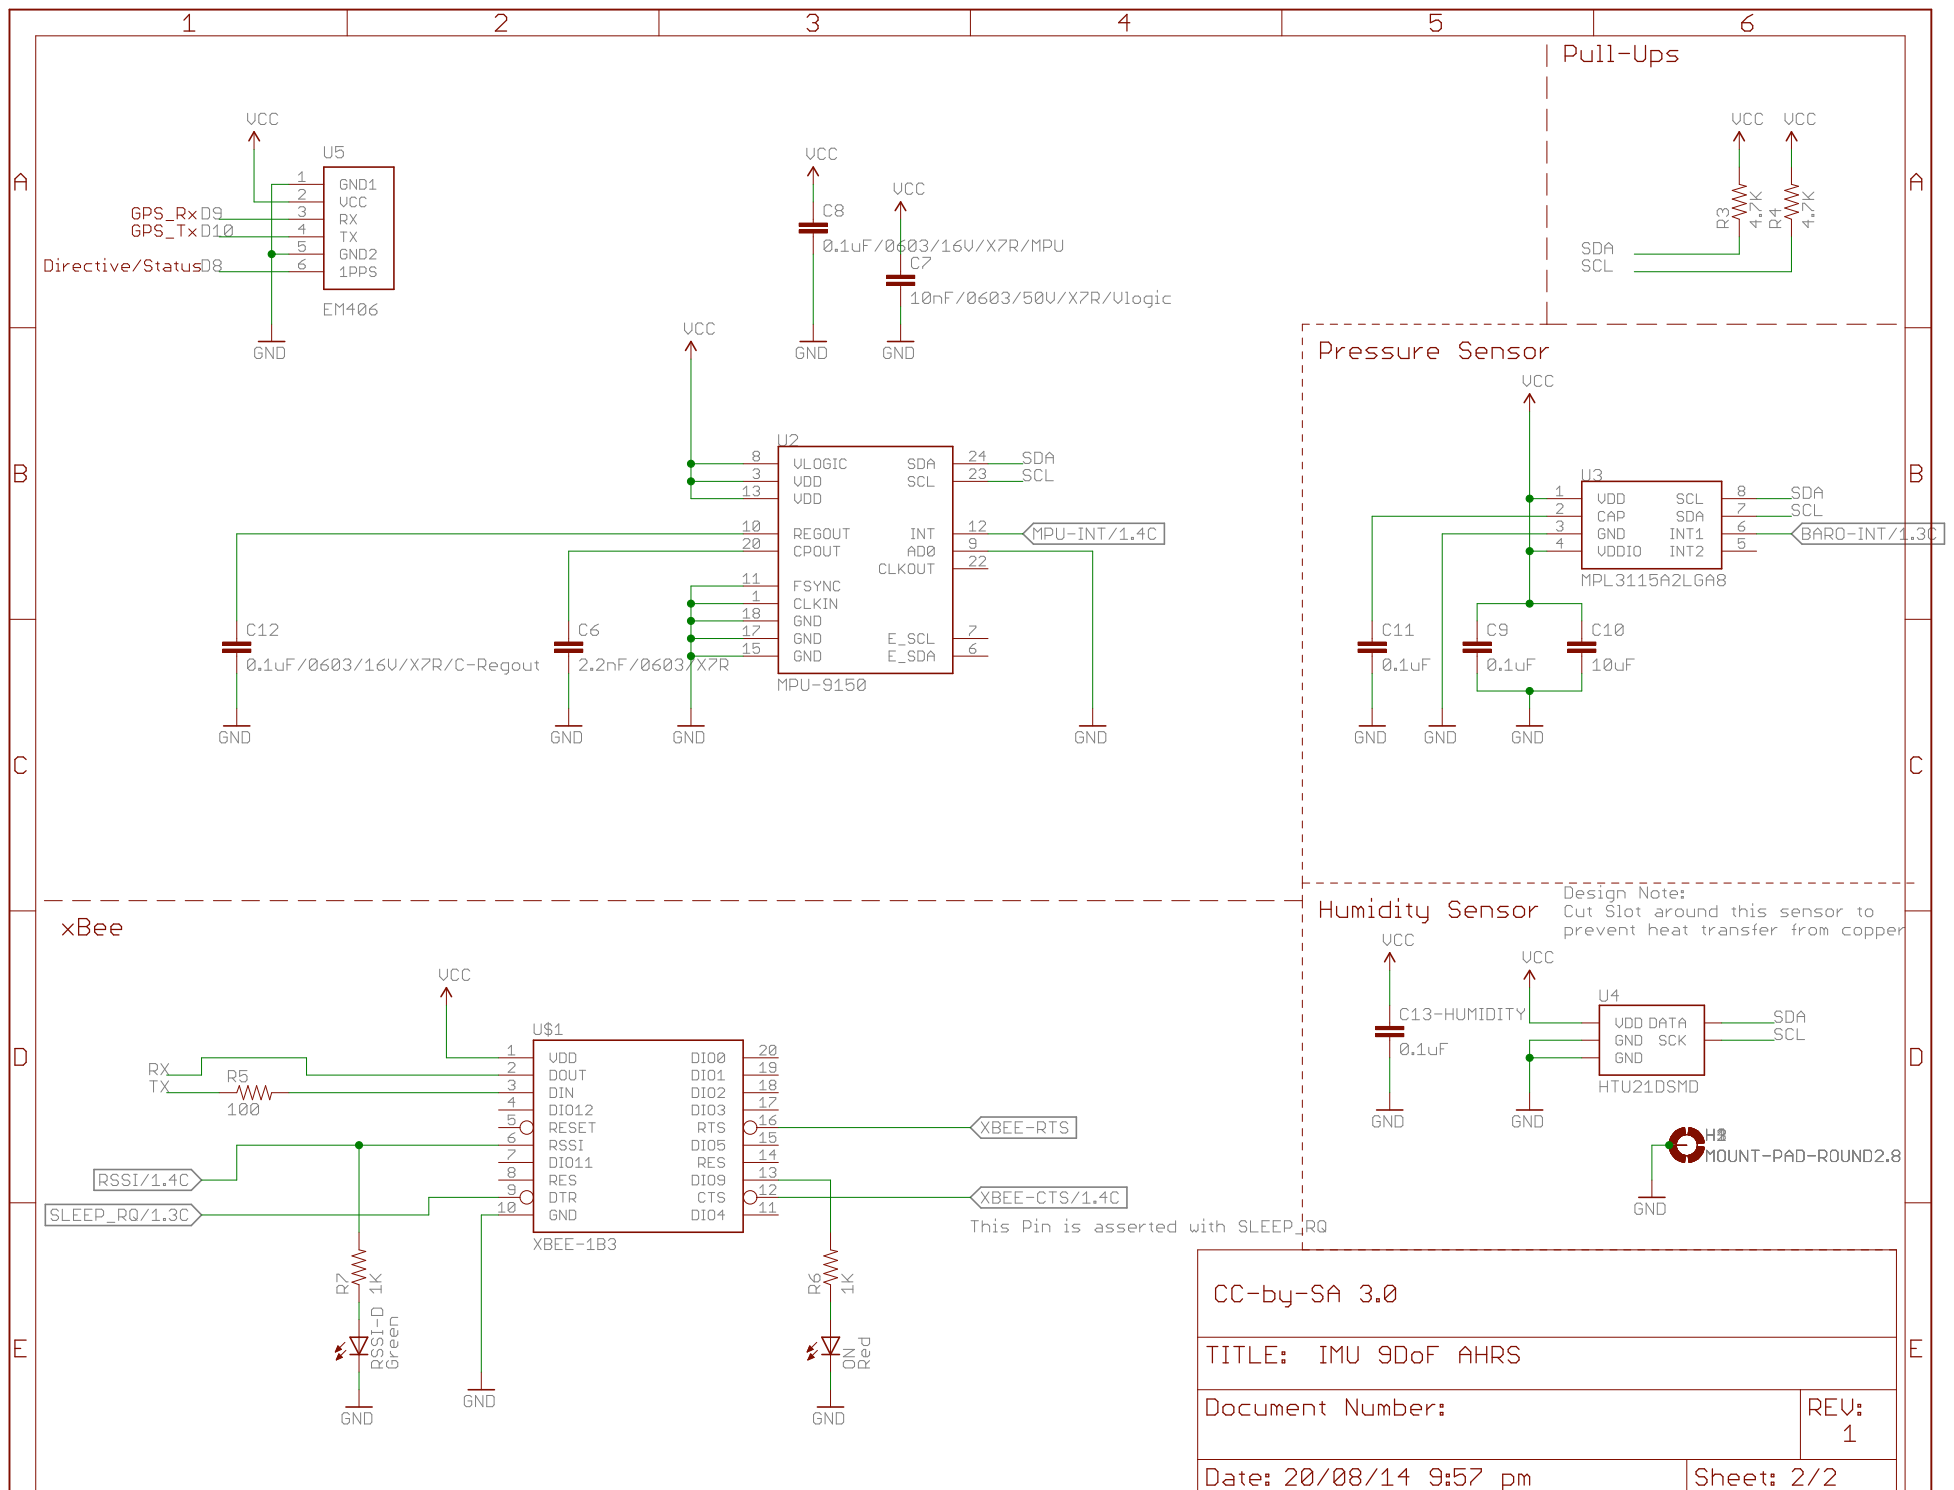 1 2 3 4 5 6
A
B
C
D
E
A
B
C
D
E
VCC
U5
1 GND1
2 VCC
GPS_Rx D9 3 RX
GPS_Tx D10 4 TX
5 GND2
Directive/Status D8 6 1PPS
EM406
GND
VCC
C8
0.1uF/0603/16V/X7R/MPU
GND
VCC
C7
10nF/0603/50V/X7R/Vlogic
GND
Pull-Ups
VCC VCC
R3 4.7K R4 4.7K
SDA
SCL
VCC
U2
8 VLOGIC SDA 24 SDA
3 VDD SCL 23 SCL
13 VDD
10 REGOUT INT 12 MPU-INT/1.4C
20 CPOUT AD0 9
CLKOUT 22
11 FSYNC
1 CLKIN
18 GND
17 GND E_SCL 7
15 GND E_SDA 6
MPU-9150
C12
0.1uF/0603/16V/X7R/C-Regout
GND
C6
2.2nF/0603/X7R
GND
GND
GND
Pressure Sensor
VCC
U3
1 VDD SCL 8 SDA
2 CAP SDA 7 SCL
3 GND INT1 6 BARO-INT/1.3C
4 VDDIO INT2 5
MPL3115A2LGA8
C11
0.1uF
C9
0.1uF
C10
10uF
GND GND GND
xBee
VCC
U$1
1 VDD DIO0 20
RX 2 DOUT DIO1 19
TX 3 DIN DIO2 18
R5
100
4 DIO12 DIO3 17
5 RESET RTS 16 XBEE-RTS
6 RSSI DIO5 15
7 DIO11 RES 14
RSSI/1.4C 8 RES DIO9 13
9 DTR CTS 12 XBEE-CTS/1.4C
SLEEP_RQ/1.3C 10 GND DIO4 11
XBEE-1B3
This Pin is asserted with SLEEP_RQ
R7 1K
RSSI-D
Green
GND
GND
R6 1K
ON
Red
GND
Humidity Sensor
Design Note:
Cut Slot around this sensor to
prevent heat transfer from copper
VCC
C13-HUMIDITY
0.1uF
GND
VCC
U4
VDD DATA SDA
GND SCK SCL
GND
HTU21DSMD
GND
MOUNT-PAD-ROUND2.8
GND
CC-by-SA 3.0
TITLE: IMU 9DoF AHRS
Document Number:
REV:
1
Date: 20/08/14 9:57 pm
Sheet: 2/2